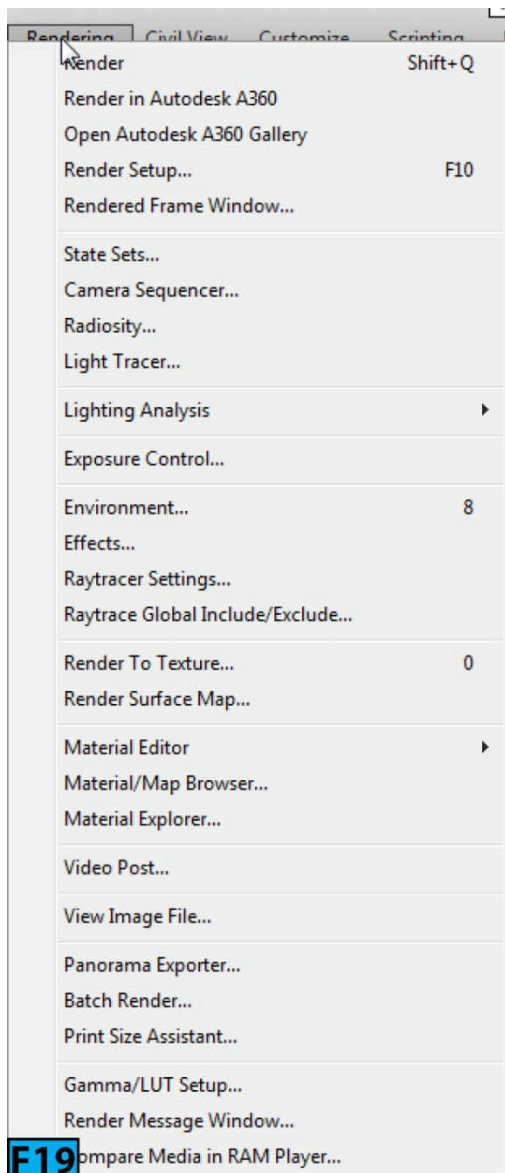 Rendering Civil View Customize Scripting
Render Shift+Q
Render in Autodesk A360
Open Autodesk A360 Gallery
Render Setup... F10
Rendered Frame Window...
State Sets...
Camera Sequencer...
Radiosity...
Light Tracer...
Lighting Analysis
Exposure Control...
Environment... 8
Effects...
Raytracer Settings...
Raytrace Global Include/Exclude...
Render To Texture... 0
Render Surface Map...
Material Editor
Material/Map Browser...
Material Explorer...
Video Post...
View Image File...
Panorama Exporter...
Batch Render...
Print Size Assistant...
Gamma/LUT Setup...
Render Message Window...
F19 Compare Media in RAM Player...